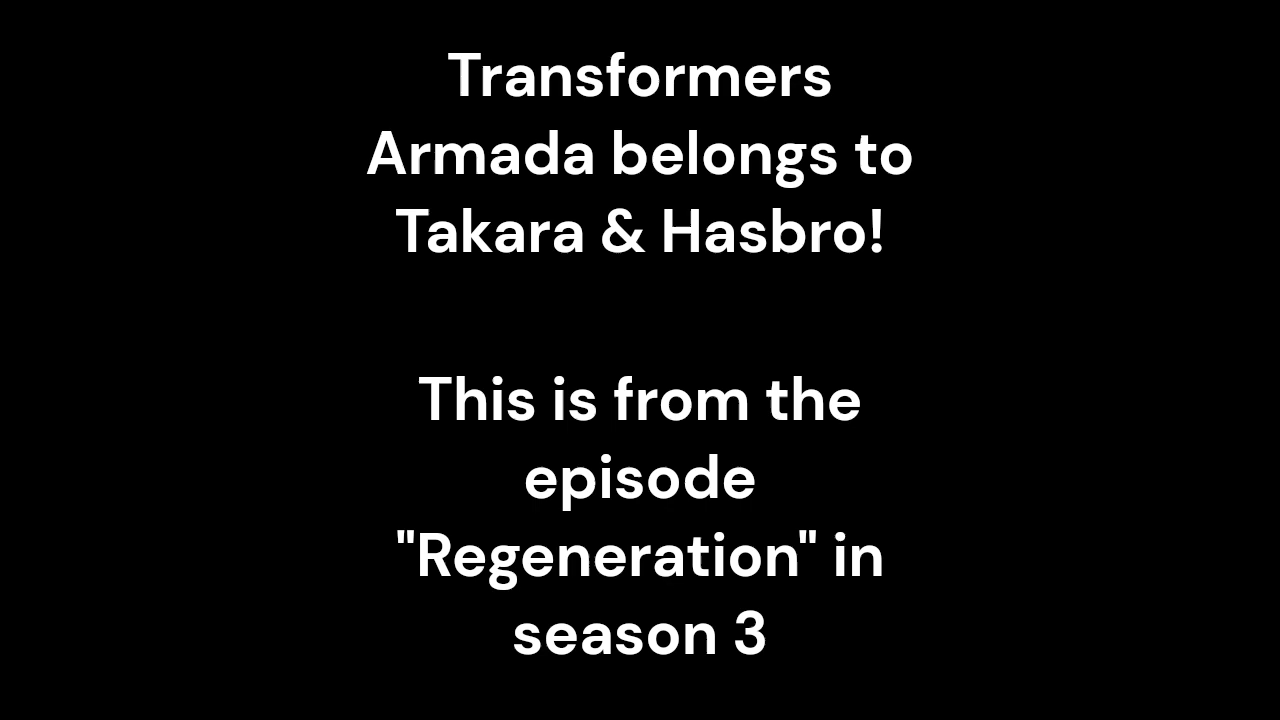 Transformers
Armada belongs to
Takara & Hasbro!
This is from the
episode
"Regeneration" in
season 3